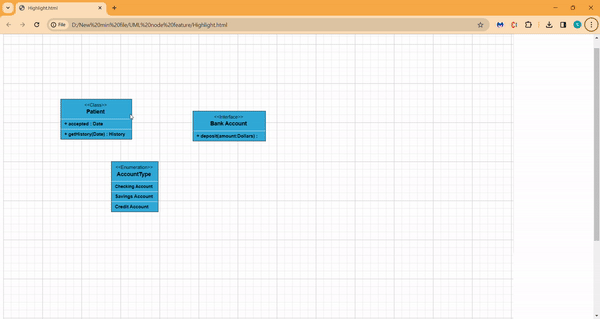 Highlight.html
File
D:/New%20min%20file/UML%20node%20feature/Highlight.html
<<Class>>
Patient
+ accepted : Date
+ getHistory(Date) : History
<<Interface>>
Bank Account
+ deposit(amount:Dollars) :
<<Enumeration>>
AccountType
Checking Account
Savings Account
Credit Account